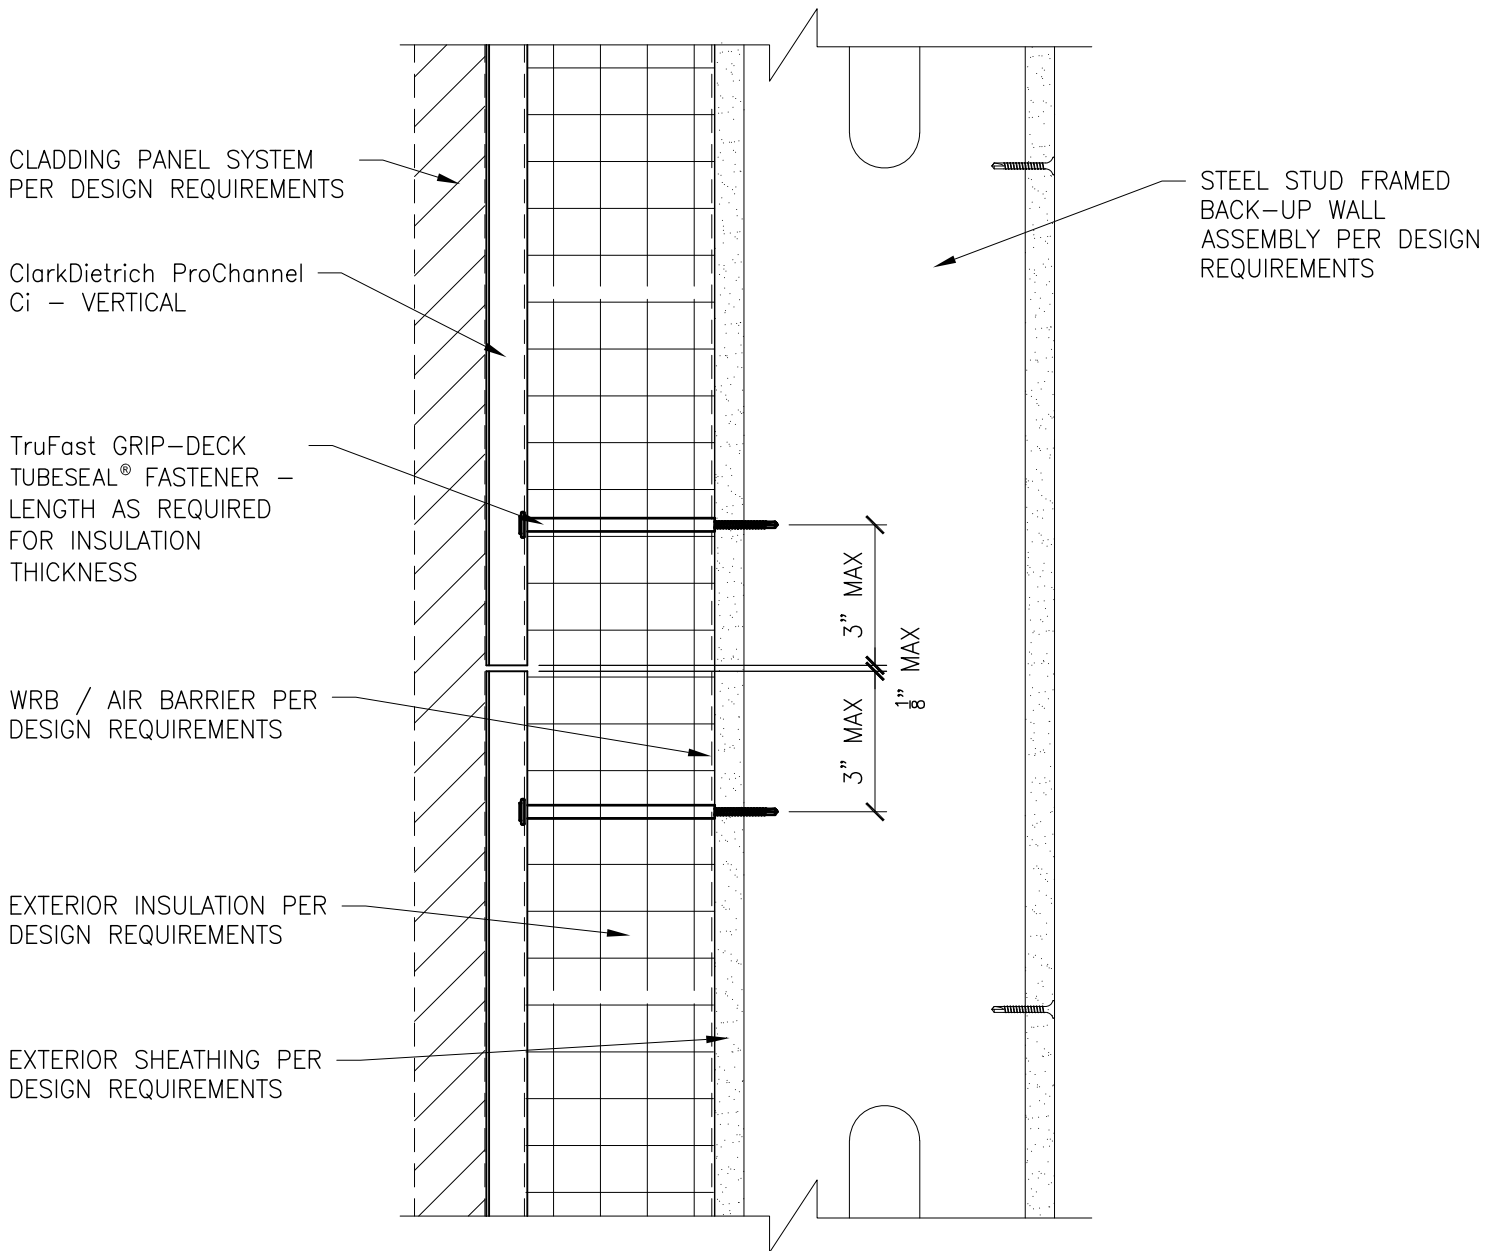 CLADDING PANEL SYSTEM
PER DESIGN REQUIREMENTS
STEEL STUD FRAMED
BACK-UP WALL
ASSEMBLY PER DESIGN
REQUIREMENTS
ClarkDietrich ProChannel
Ci - VERTICAL
TruFast GRIP-DECK
TUBESEAL® FASTENER -
LENGTH AS REQUIRED
FOR INSULATION
THICKNESS
3" MAX
1/8" MAX
3" MAX
WRB / AIR BARRIER PER
DESIGN REQUIREMENTS
EXTERIOR INSULATION PER
DESIGN REQUIREMENTS
EXTERIOR SHEATHING PER
DESIGN REQUIREMENTS